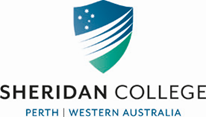 SHERIDAN COLLEGE
PERTH | WESTERN AUSTRALIA